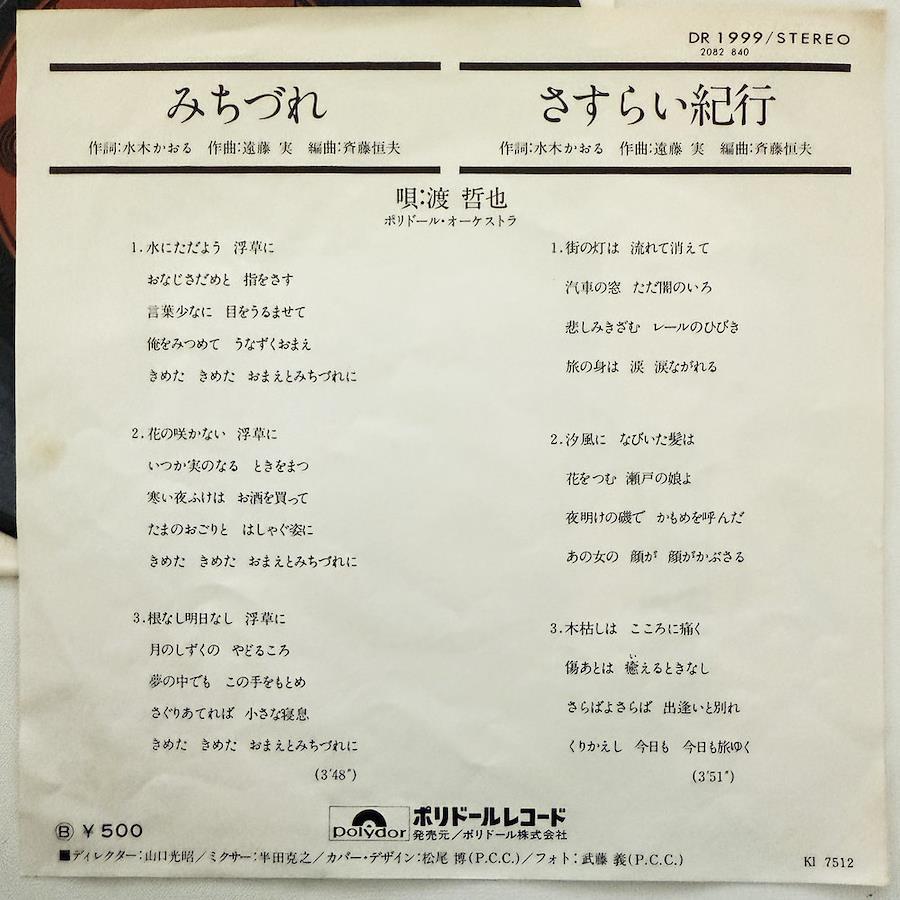 DR 1999/STEREO
2082 840
みちづれ
作詞:水木かおる 作曲:遠藤 実 編曲:斉藤恒夫
さすらい紀行
作詞:水木かおる 作曲:遠藤 実 編曲:斉藤恒夫
唄:渡 哲也
ポリドール・オーケストラ
1.水にただよう 浮草に
おなじさだめと 指をさす
言葉少なに 目をうるませて
俺をみつめて うなずくおまえ
きめた きめた おまえとみちづれに
2.花の咲かない 浮草に
いつか実のなる ときをまつ
寒い夜ふけは お酒を買って
たまのおごりと はしゃぐ姿に
きめた きめた おまえとみちづれに
3.根なし明日なし 浮草に
月のしずくの やどるころ
夢の中でも この手をもとめ
さぐりあてれば 小さな寝息
きめた きめた おまえとみちづれに
(3′48″)
1.街の灯は 流れて消えて
汽車の窓 ただ闇のいろ
悲しみきざむ レールのひびき
旅の身は 涙 涙ながれる
2.汐風に なびいた髪は
花をつむ 瀬戸の娘よ
夜明けの磯で かもめを呼んだ
あの女の 顔が 顔がかぶさる
3.木枯しは こころに痛く
い
傷あとは 癒えるときなし
さらばよさらば 出逢いと別れ
くりかえし 今日も 今日も旅ゆく
(3′51″)
Ⓑ ¥500
polydor
ポリドールレコード
発売元/ポリドール株式会社
■ディレクター:山口光昭/ミクサー:半田克之/カバー・デザイン:松尾 博(P.C.C.)/フォト:武藤 義(P.C.C.)
KI 7512